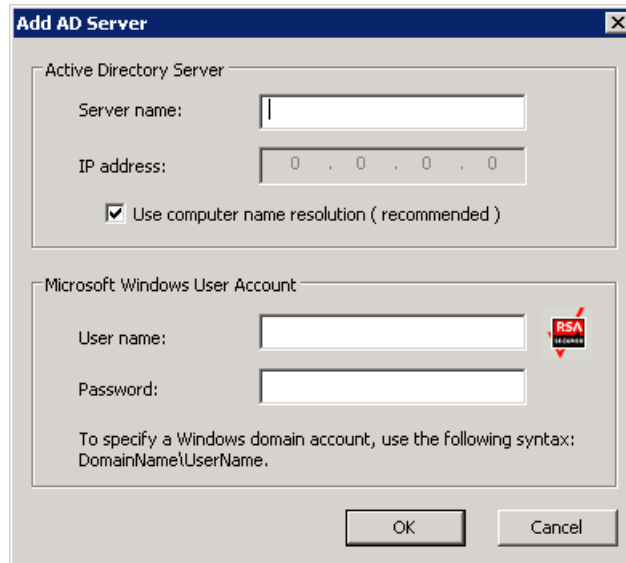 Add AD Server
Active Directory Server
Server name:
IP address: 0 . 0 . 0 . 0
Use computer name resolution ( recommended )
Microsoft Windows User Account
User name:
RSA
SECURED
Password:
To specify a Windows domain account, use the following syntax:
DomainName\UserName.
OK Cancel